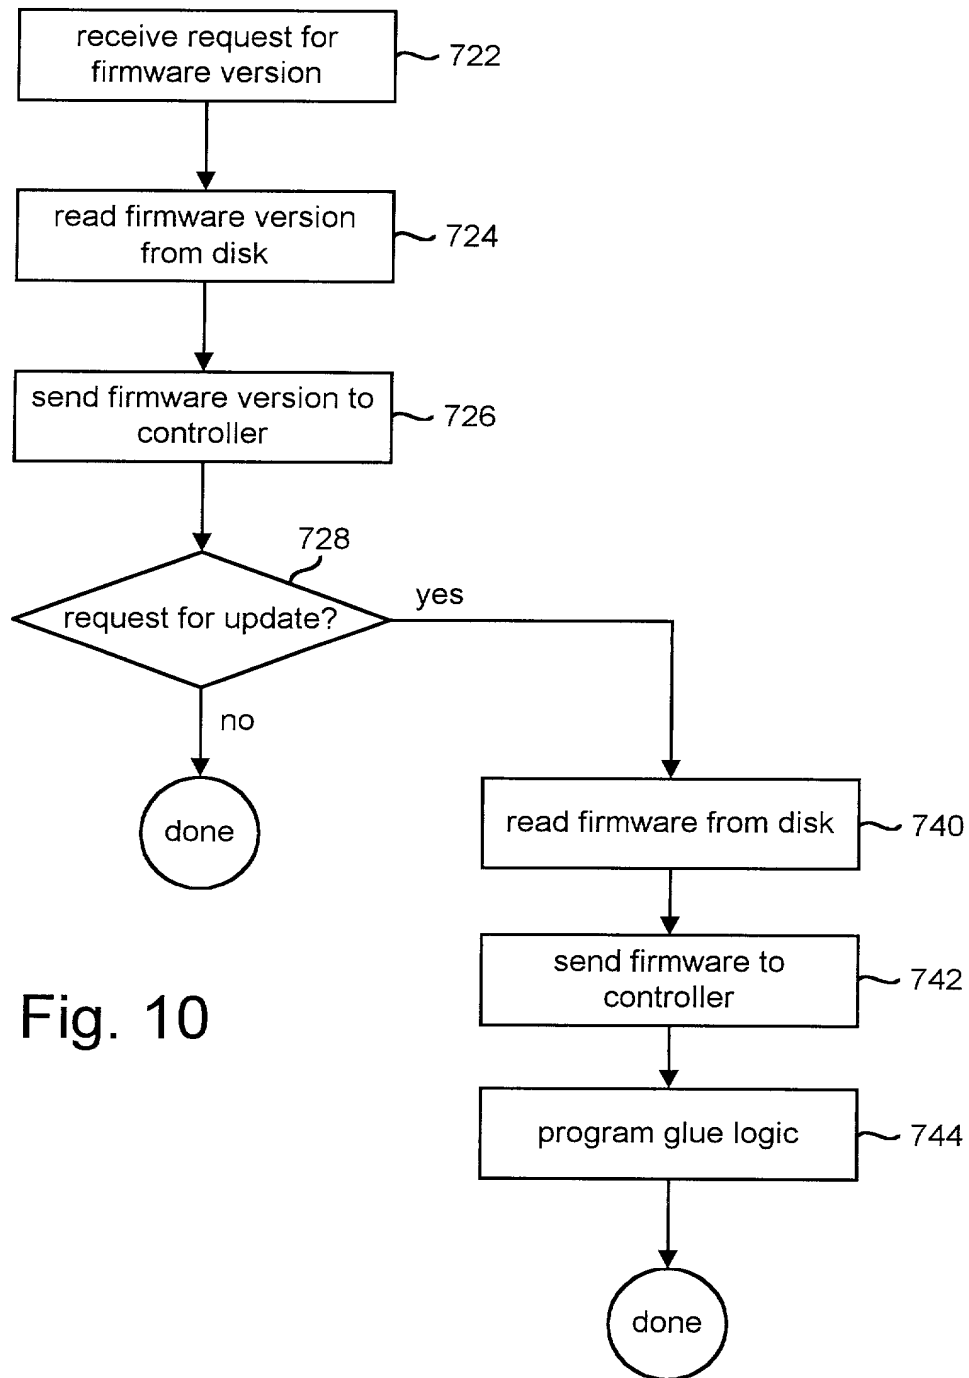 receive request for
firmware version
722
read firmware version
from disk
724
send firmware version to
controller
726
728
request for update?
yes
no
done
read firmware from disk
740
send firmware to
controller
742
Fig. 10
program glue logic
744
done